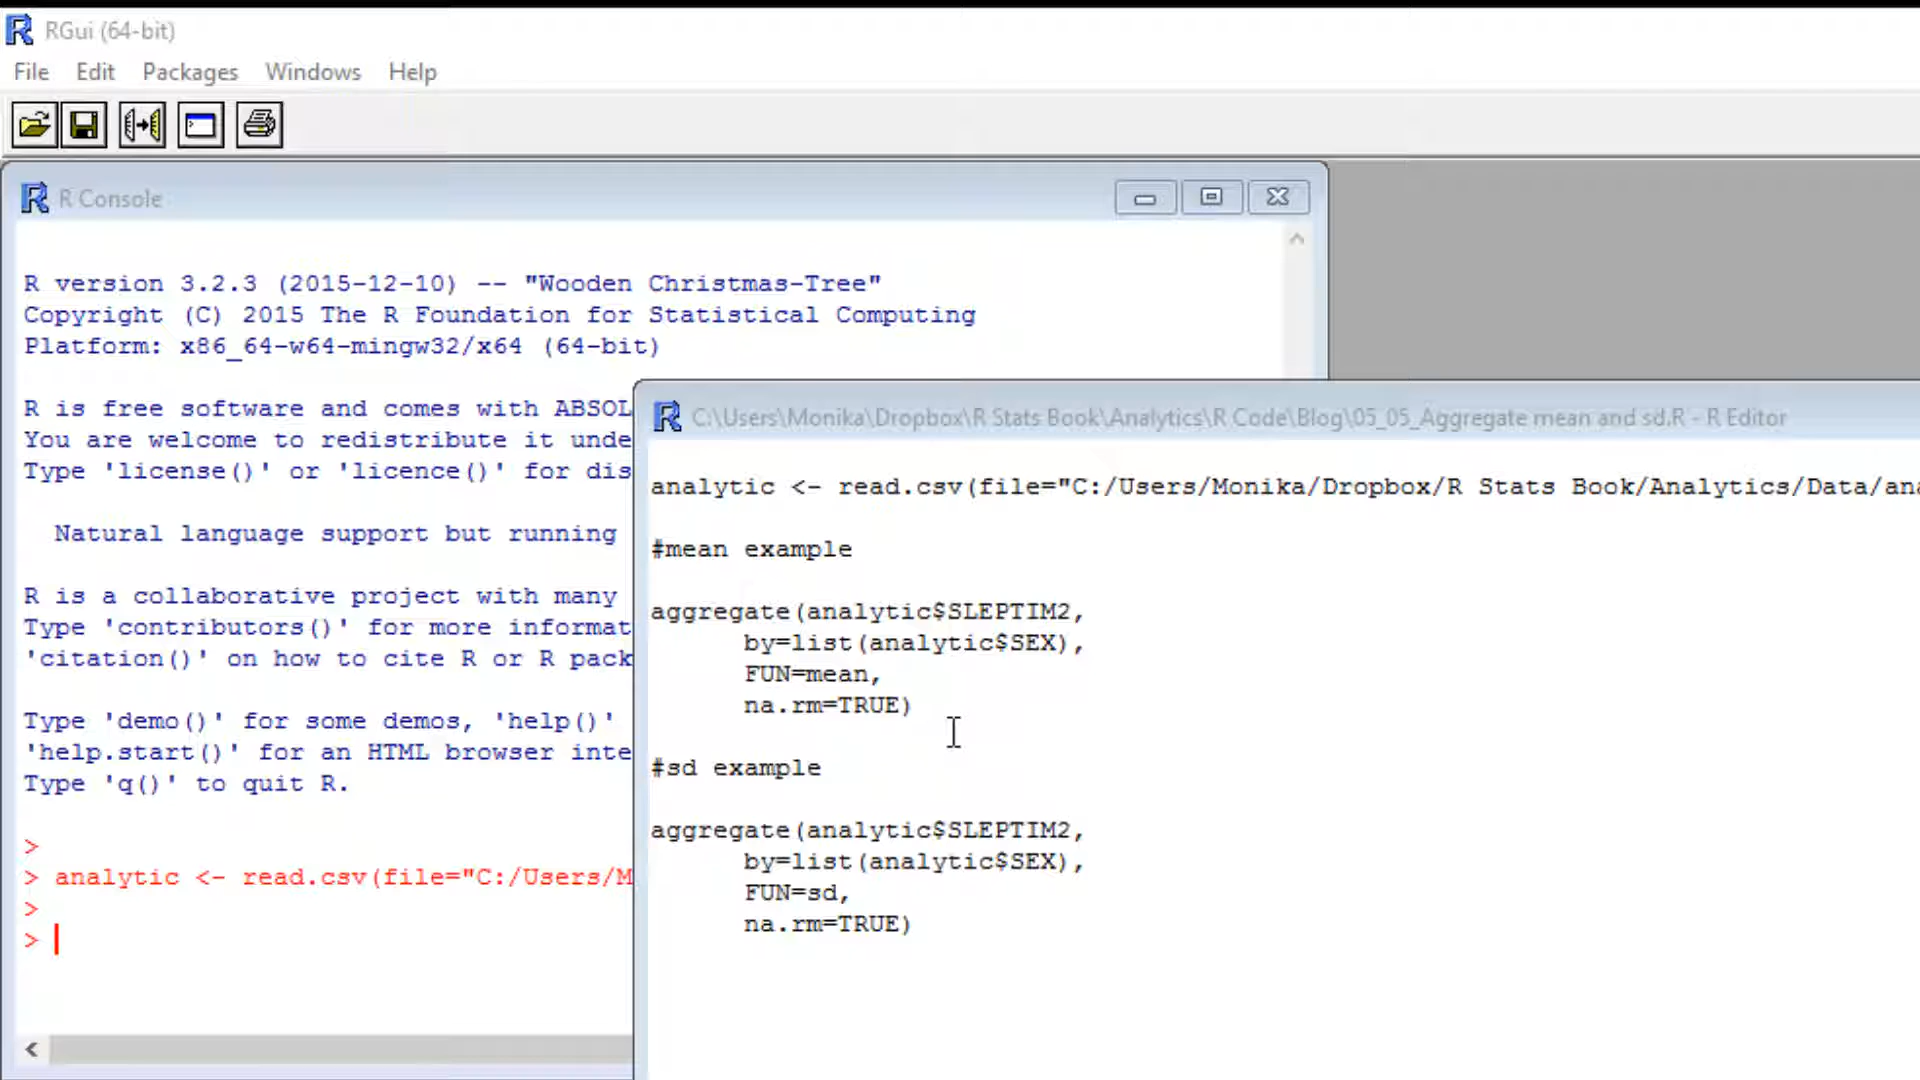 RGui (64-bit)
File Edit Packages Windows Help
R Console
R version 3.2.3 (2015-12-10) -- "Wooden Christmas-Tree"
Copyright (C) 2015 The R Foundation for Statistical Computing
Platform: x86_64-w64-mingw32/x64 (64-bit)
R is free software and comes with ABSOL
You are welcome to redistribute it unde
Type 'license()' or 'licence()' for dis
Natural language support but running
R is a collaborative project with many
Type 'contributors()' for more informat
'citation()' on how to cite R or R pack
Type 'demo()' for some demos, 'help()'
'help.start()' for an HTML browser inte
Type 'q()' to quit R.
>
> analytic <- read.csv(file="C:/Users/M
>
>
C:\Users\Monika\Dropbox\R Stats Book\Analytics\R Code\Blog\05_05_Aggregate mean and sd.R - R Editor
analytic <- read.csv(file="C:/Users/Monika/Dropbox/R Stats Book/Analytics/Data/ana
#mean example
aggregate(analytic$SLEPTIM2,
by=list(analytic$SEX),
FUN=mean,
na.rm=TRUE)
#sd example
aggregate(analytic$SLEPTIM2,
by=list(analytic$SEX),
FUN=sd,
na.rm=TRUE)